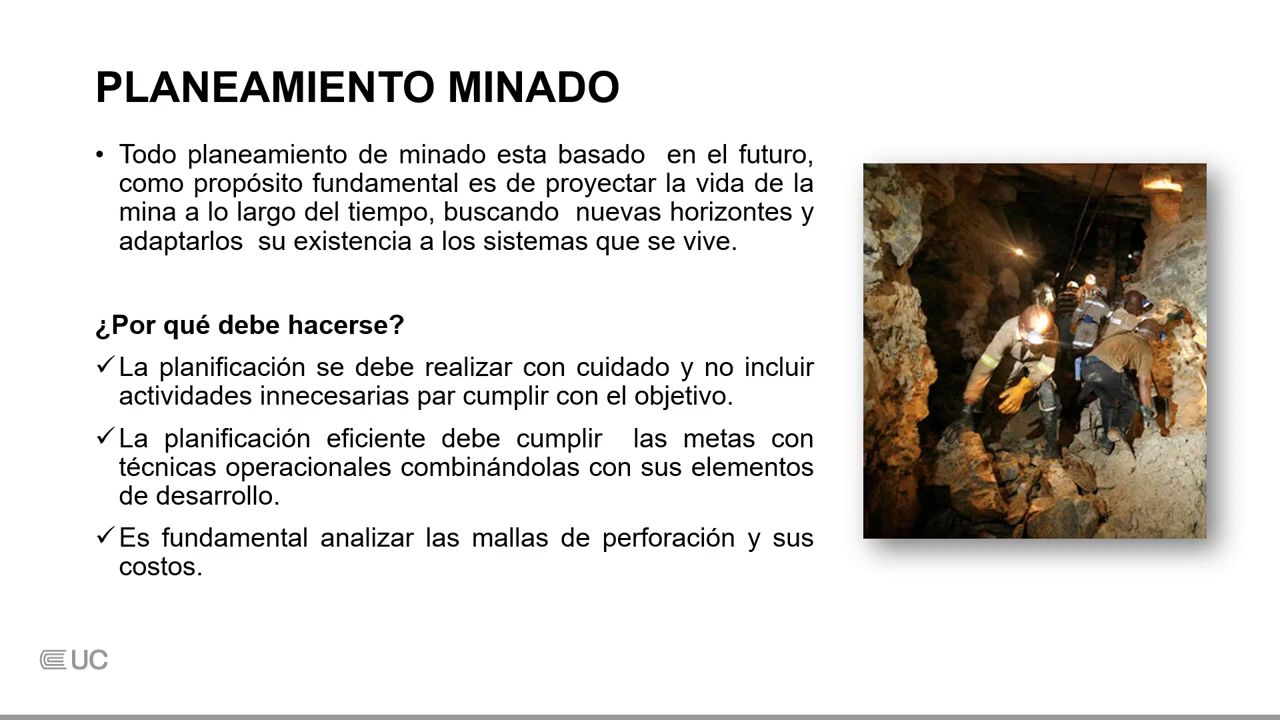 PLANEAMIENTO MINADO
• Todo planeamiento de minado esta basado  en el futuro,
como propósito fundamental es de proyectar la vida de la
mina a lo largo del tiempo, buscando  nuevas horizontes y
adaptarlos  su existencia a los sistemas que se vive.
¿Por qué debe hacerse?
✓ La planificación se debe realizar con cuidado y no incluir
actividades innecesarias par cumplir con el objetivo.
✓ La planificación eficiente debe cumplir  las metas con
técnicas operacionales combinándolas con sus elementos
de desarrollo.
✓ Es fundamental analizar las mallas de perforación y sus
costos.
UC